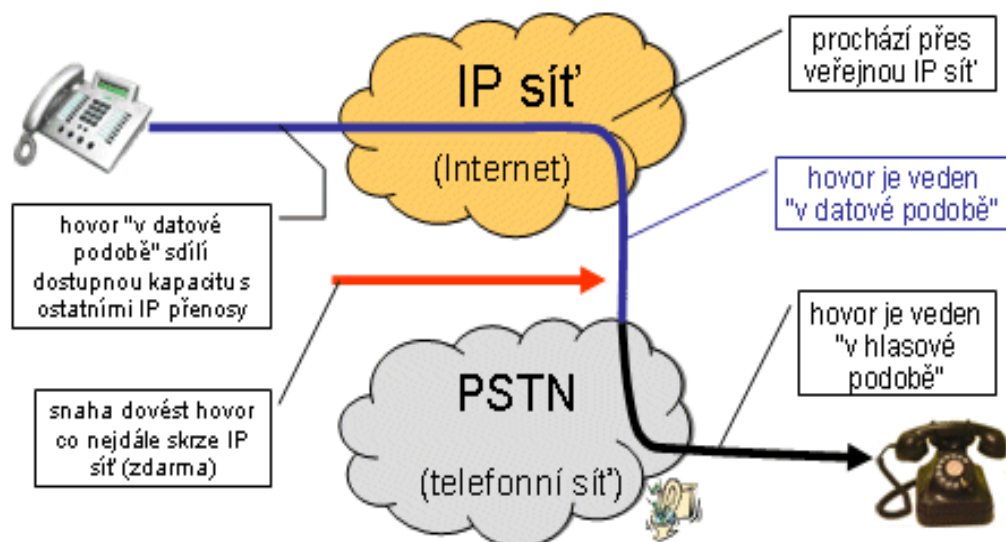 IP síť
(Internet)
prochází přes
veřejnou IP síť
hovor je veden
"v datové podobě"
hovor "v datové
podobě" sdílí
dostupnou kapacitu s
ostatními IP přenosy
hovor je veden
"v hlasové
podobě"
PSTN
(telefonní síť)
snaha dovést hovor
co nejdále skrze IP
síť (zdarma)